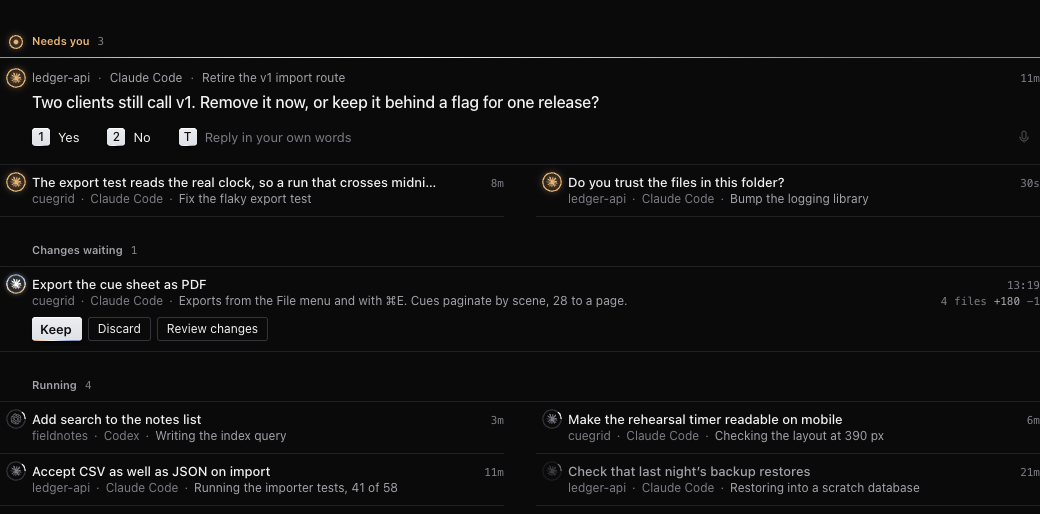 Needs you 3
ledger-api · Claude Code · Retire the v1 import route 11m
Two clients still call v1. Remove it now, or keep it behind a flag for one release?
1 Yes 2 No T Reply in your own words
The export test reads the real clock, so a run that crosses midni... 8m
cuegrid · Claude Code · Fix the flaky export test
Do you trust the files in this folder? 30s
ledger-api · Claude Code · Bump the logging library
Changes waiting 1
Export the cue sheet as PDF 13:19
cuegrid · Claude Code · Exports from the File menu and with ⌘E. Cues paginate by scene, 28 to a page. 4 files +180 −1
Keep Discard Review changes
Running 4
Add search to the notes list 3m
fieldnotes · Codex · Writing the index query
Make the rehearsal timer readable on mobile 6m
cuegrid · Claude Code · Checking the layout at 390 px
Accept CSV as well as JSON on import 11m
ledger-api · Claude Code · Running the importer tests, 41 of 58
Check that last night’s backup restores 21m
ledger-api · Claude Code · Restoring into a scratch database